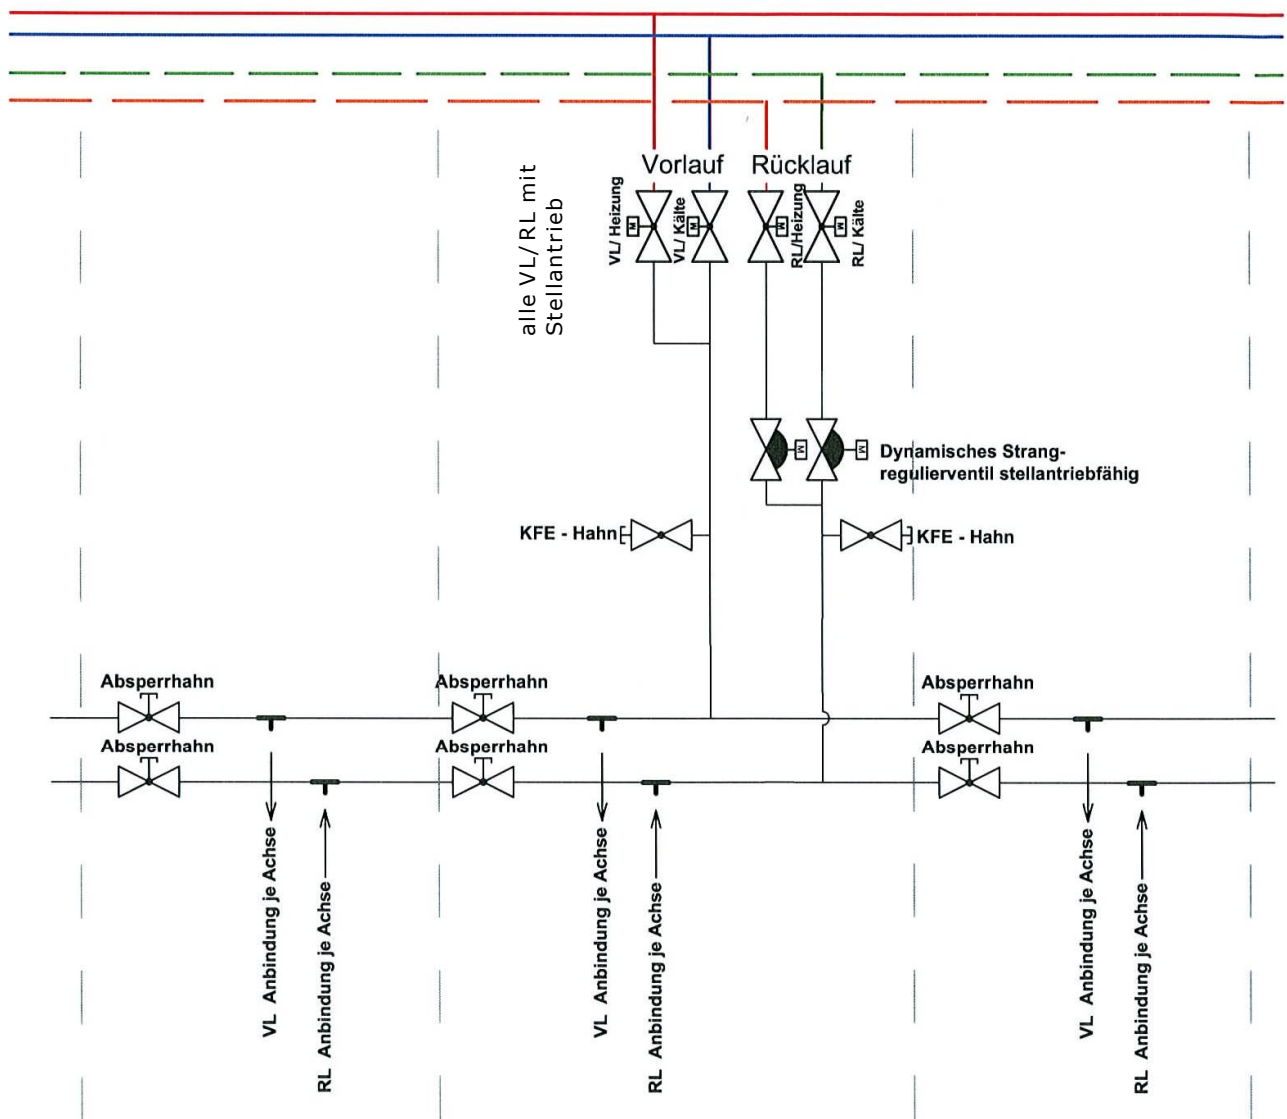 Vorlauf
Rücklauf
alle VL/RL mit
Stellantrieb
VL/ Heizung
M
VL/ Kälte
M
M
RL/Heizung
M
RL/ Kälte
M
M
Dynamisches Strang-
regulierventil stellantriebfähig
KFE - Hahn
KFE - Hahn
Absperrhahn
Absperrhahn
Absperrhahn
Absperrhahn
Absperrhahn
Absperrhahn
VL Anbindung je Achse
RL Anbindung je Achse
VL Anbindung je Achse
RL Anbindung je Achse
VL Anbindung je Achse
RL Anbindung je Achse